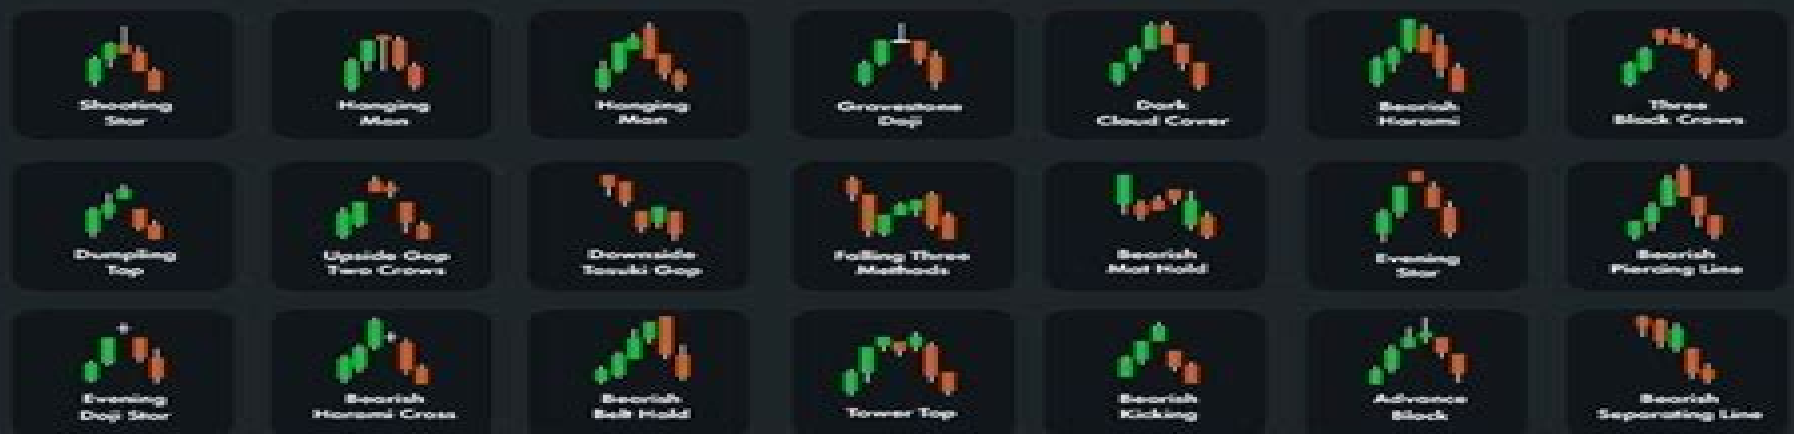 Shooting
Star
Hanging
Man
Hanging
Man
Gravestone
Doji
Dark
Cloud Cover
Bearish
Harami
Three
Black Crows
Dumpling
Top
Upside Gap
Two Crows
Downside
Tasuki Gap
Falling Three
Methods
Bearish
Mat Hold
Evening
Star
Bearish
Piercing Line
Evening
Doji Star
Bearish
Harami Cross
Bearish
Belt Hold
Tower Top
Bearish
Kicking
Advance
Block
Bearish
Separating Line